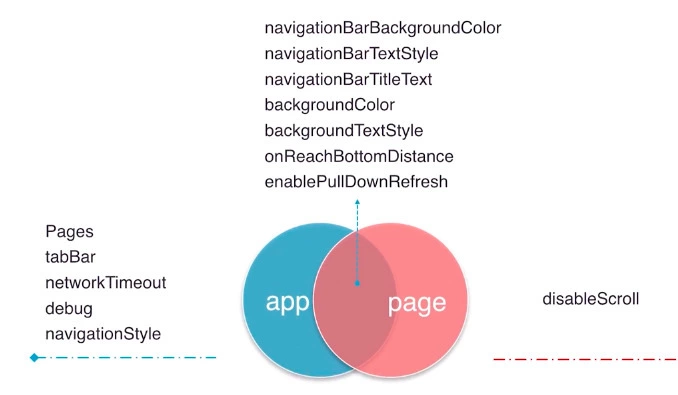 navigationBarBackgroundColor
navigationBarTextStyle
navigationBarTitleText
backgroundColor
backgroundTextStyle
onReachBottomDistance
enablePullDownRefresh
Pages
tabBar
networkTimeout
debug
navigationStyle
app
page
disableScroll